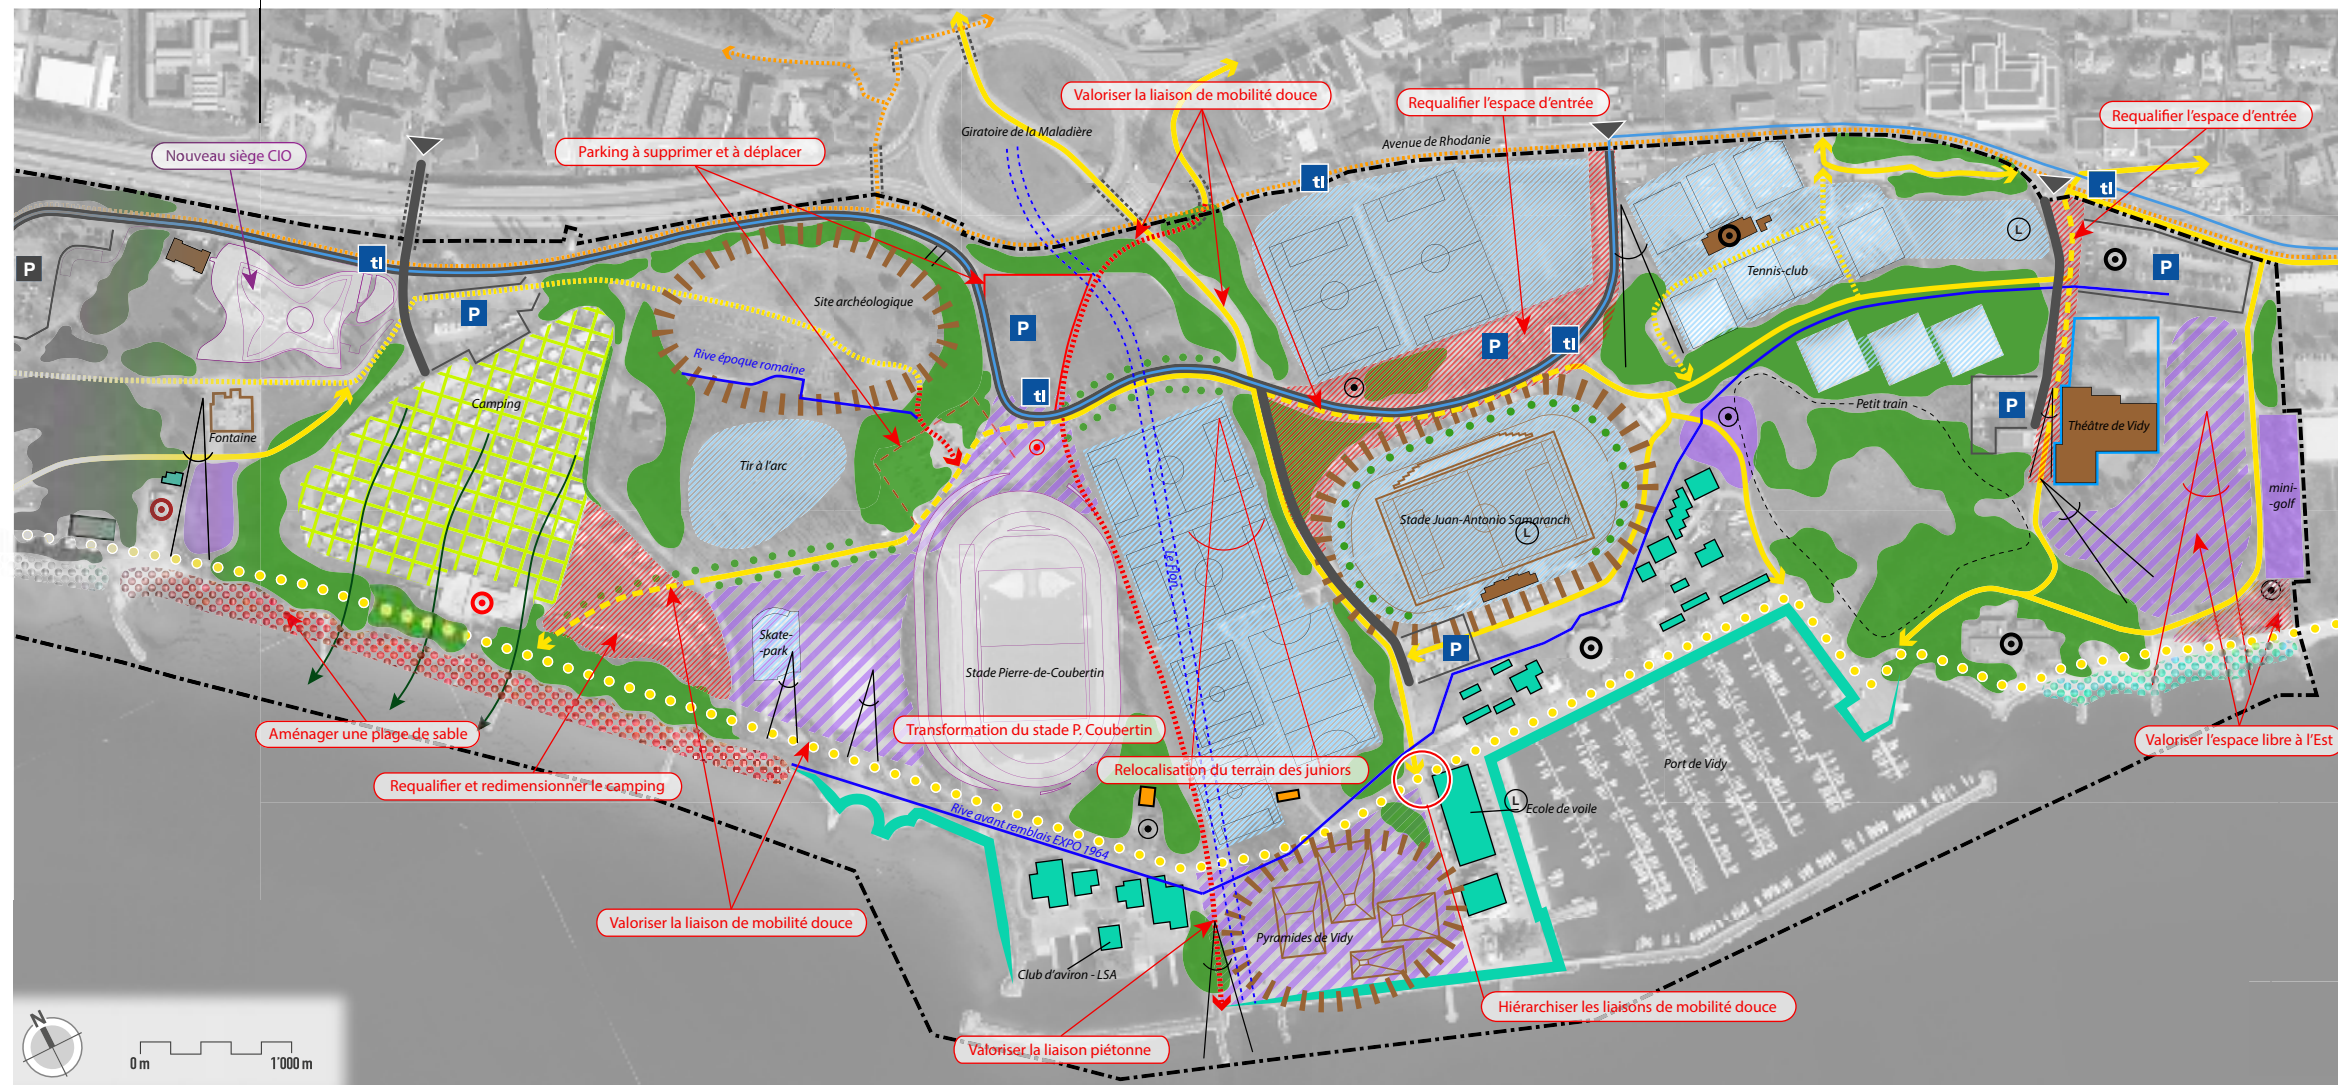 Valoriser la liaison de mobilité douce
Requalifier l'espace d'entrée
Requalifier l'espace d'entrée
Giratoire de la Maladière
Avenue de Rhodanie
Nouveau siège CIO
Parking à supprimer et à déplacer
tl
tl
L
tl
P
P
Tennis-club
Site archéologique
P
P
P
tl
Rive époque romaine
tl
P
Camping
Petit train
P
Fontaine
Théâtre de Vidy
Tir à l'arc
mini-
-golf
Stade Juan-Antonio Samaranch
L
Le Flon
Skate-
-park
P
Stade Pierre-de-Coubertin
Aménager une plage de sable
Transformation du stade P. Coubertin
Valoriser l'espace libre à l'Est
Port de Vidy
Relocalisation du terrain des juniors
Requalifier et redimensionner le camping
L
Ecole de voile
Rive avant remblais EXPO 1964
Valoriser la liaison de mobilité douce
Pyramides de Vidy
Club d'aviron - LSA
Hiérarchiser les liaisons de mobilité douce
Valoriser la liaison piétonne
N
0 m
1'000 m